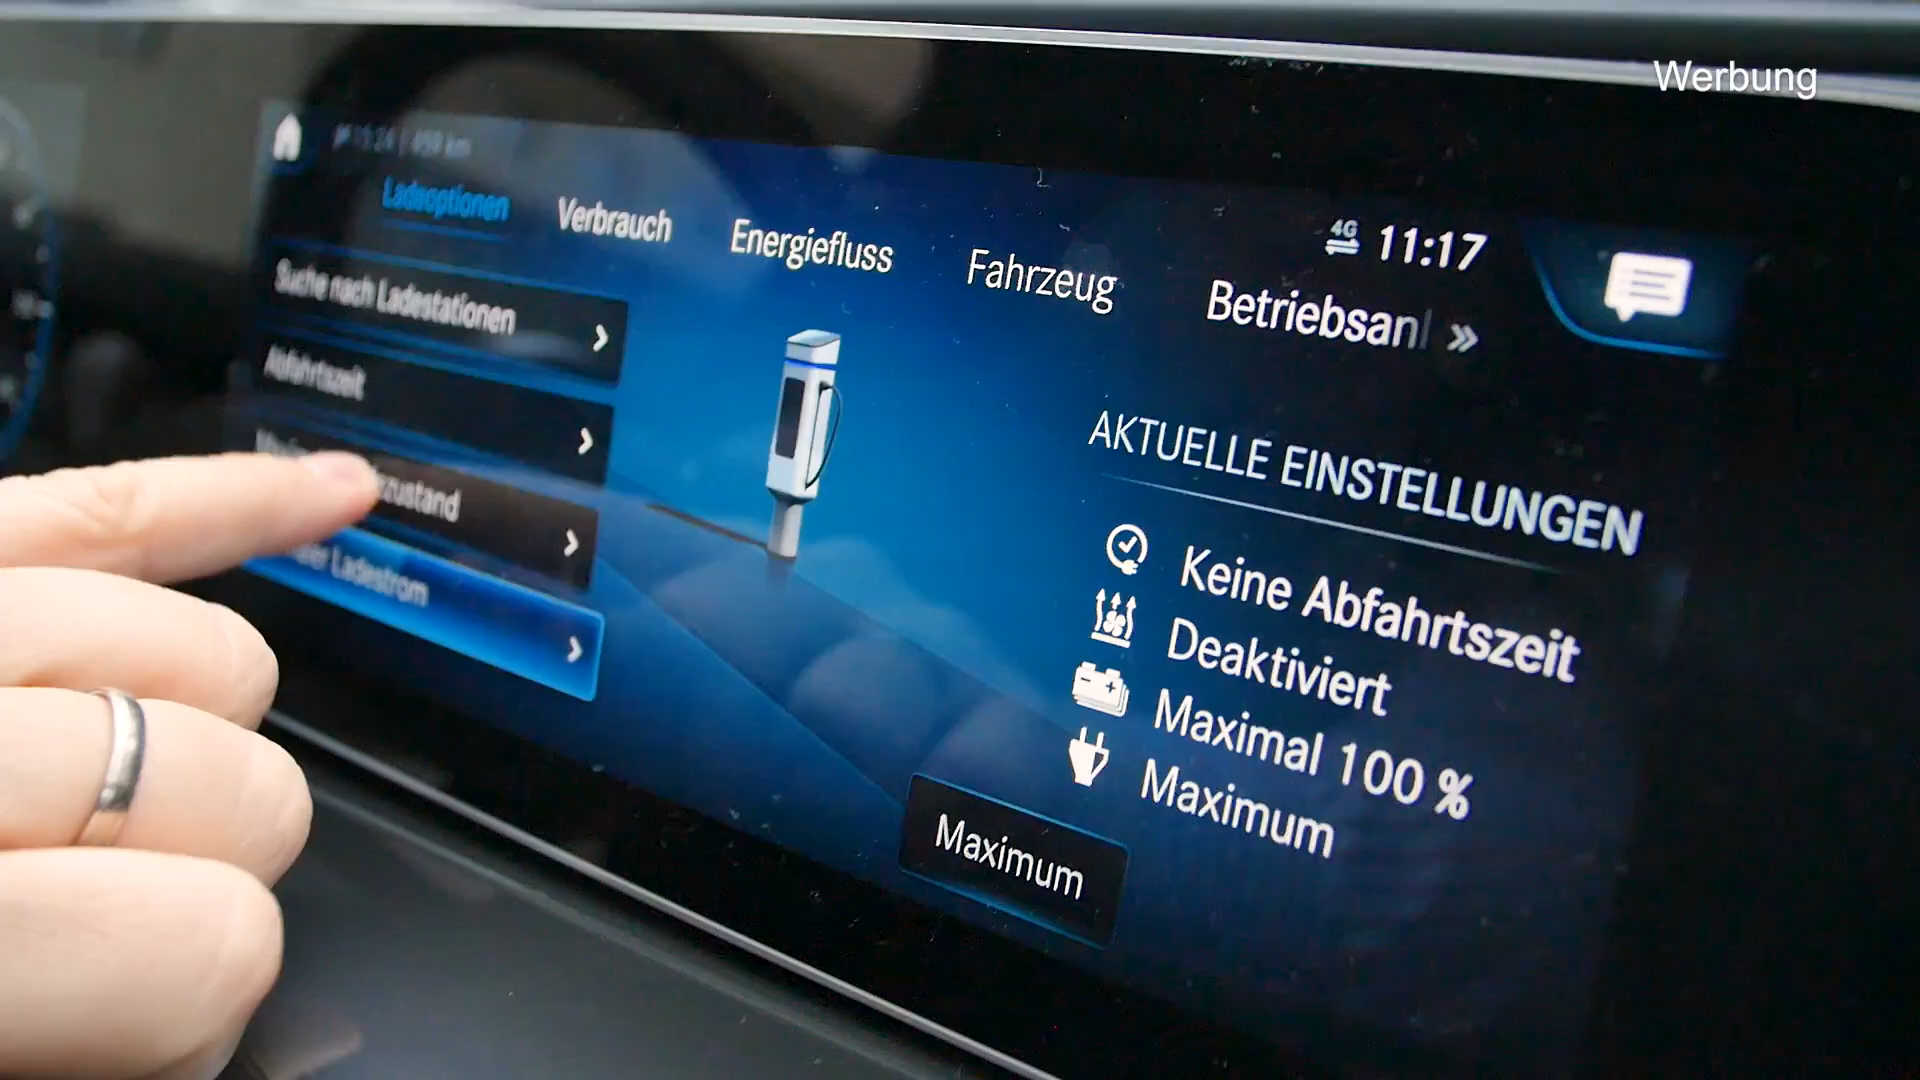 Werbung
4G 11:17
Ladeoptionen Verbrauch Energiefluss Fahrzeug Betriebsanl
Suche nach Ladestationen
Abfahrtszeit
Ladestrom
AKTUELLE EINSTELLUNGEN
Keine Abfahrtszeit
Deaktiviert
Maximal 100 %
Maximum
Maximum